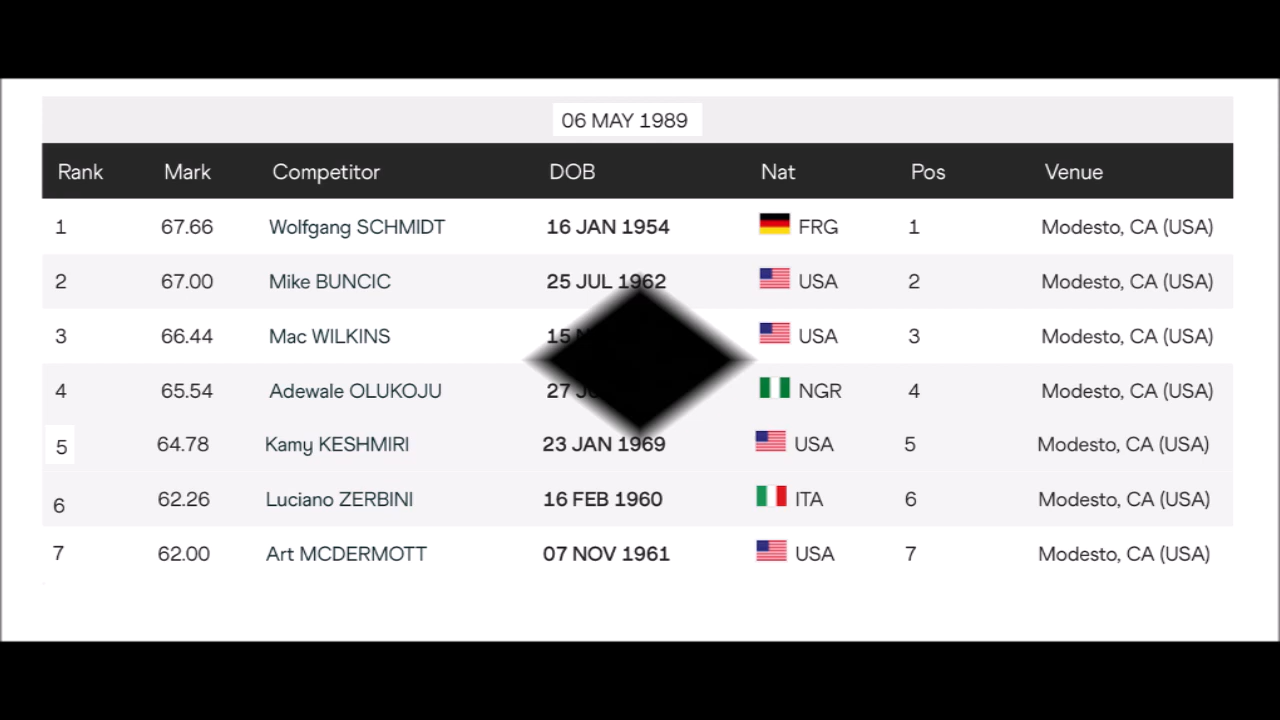 06 MAY 1989
Rank Mark Competitor DOB Nat Pos Venue
1 67.66 Wolfgang SCHMIDT 16 JAN 1954 FRG 1 Modesto, CA (USA)
2 67.00 Mike BUNCIC 25 JUL 1962 USA 2 Modesto, CA (USA)
3 66.44 Mac WILKINS 15 USA 3 Modesto, CA (USA)
4 65.54 Adewale OLUKOJU 27 NGR 4 Modesto, CA (USA)
5 64.78 Kamy KESHMIRI 23 JAN 1969 USA 5 Modesto, CA (USA)
6 62.26 Luciano ZERBINI 16 FEB 1960 ITA 6 Modesto, CA (USA)
7 62.00 Art MCDERMOTT 07 NOV 1961 USA 7 Modesto, CA (USA)